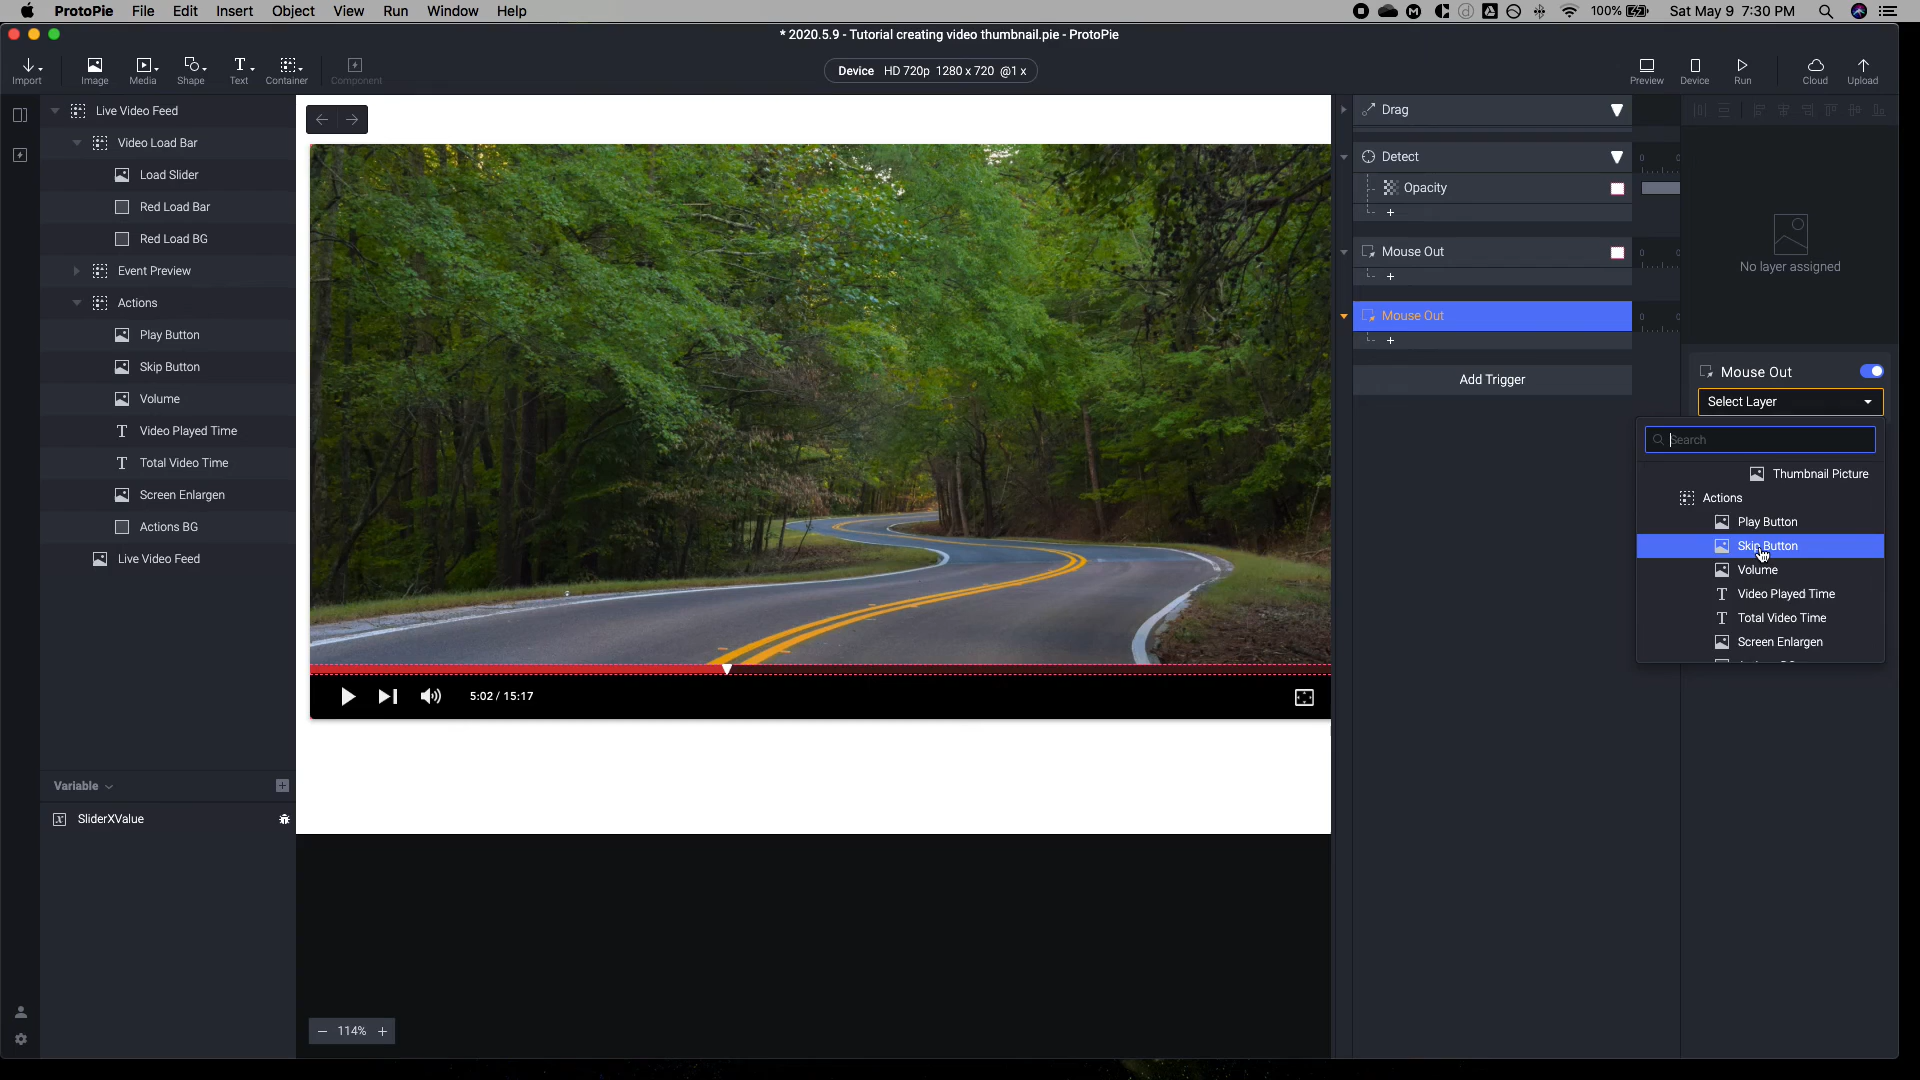 ProtoPie File Edit Insert Object View Run Window Help
100% Sat May 9 7:30 PM
* 2020.5.9 - Tutorial creating video thumbnail.pie - ProtoPie
Import Image Media Shape Text Container Component
Device HD 720p 1280 x 720 @1 x
Preview Device Run Cloud Upload
Live Video Feed
Video Load Bar
Load Slider
Red Load Bar
Red Load BG
Event Preview
Actions
Play Button
Skip Button
Volume
Video Played Time
Total Video Time
Screen Enlargen
Actions BG
Live Video Feed
Variable
SliderXValue
5:02 / 15:17
114%
Drag
Detect
Opacity
Mouse Out
Mouse Out
Add Trigger
No layer assigned
Mouse Out
Select Layer
Search
Thumbnail Picture
Actions
Play Button
Skip Button
Volume
Video Played Time
Total Video Time
Screen Enlargen